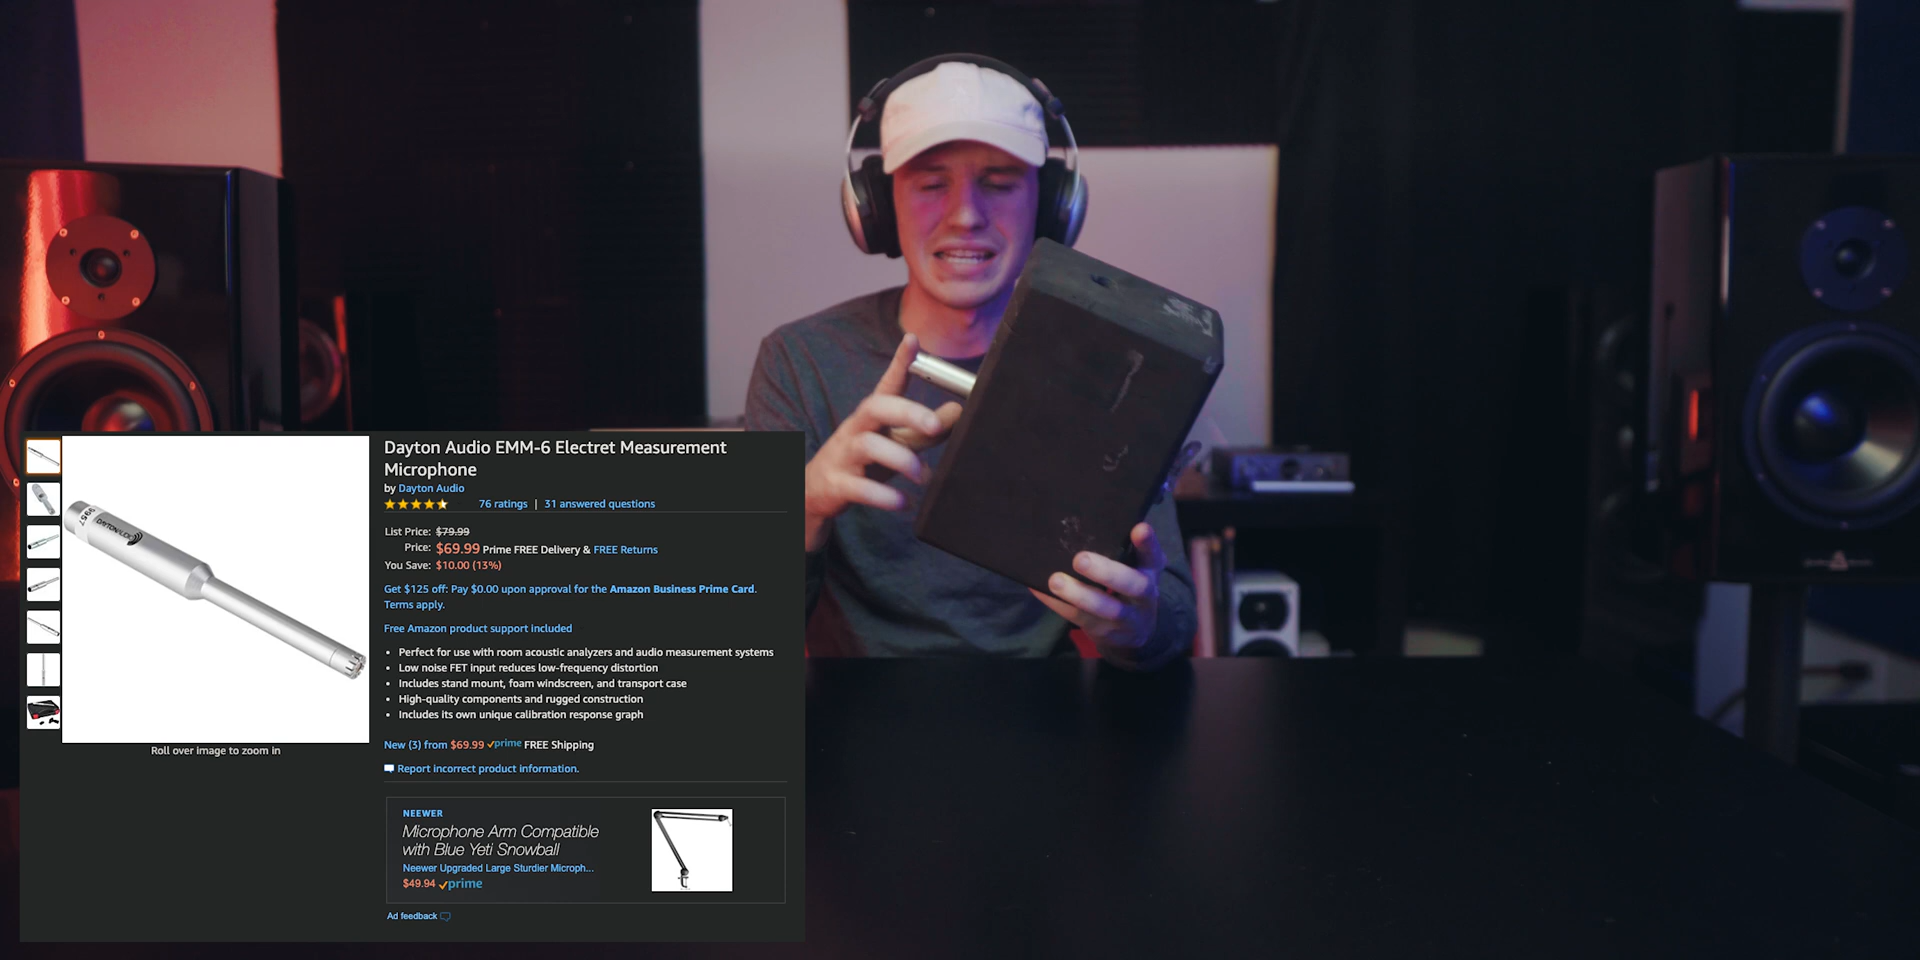 Dayton Audio EMM-6 Electret Measurement
Microphone
by Dayton Audio
76 ratings | 31 answered questions
List Price: $79.99
Price: $69.99 Prime FREE Delivery & FREE Returns
You Save: $10.00 (13%)
Get $125 off: Pay $0.00 upon approval for the Amazon Business Prime Card.
Terms apply.
Free Amazon product support included
• Perfect for use with room acoustic analyzers and audio measurement systems
• Low noise FET input reduces low-frequency distortion
• Includes stand mount, foam windscreen, and transport case
• High-quality components and rugged construction
• Includes its own unique calibration response graph
New (3) from $69.99 prime FREE Shipping
Report incorrect product information.
9967
DAYTON AUDIO
Roll over image to zoom in
NEEWER
Microphone Arm Compatible
with Blue Yeti Snowball
Neewer Upgraded Large Sturdier Microph...
$49.94 prime
Ad feedback